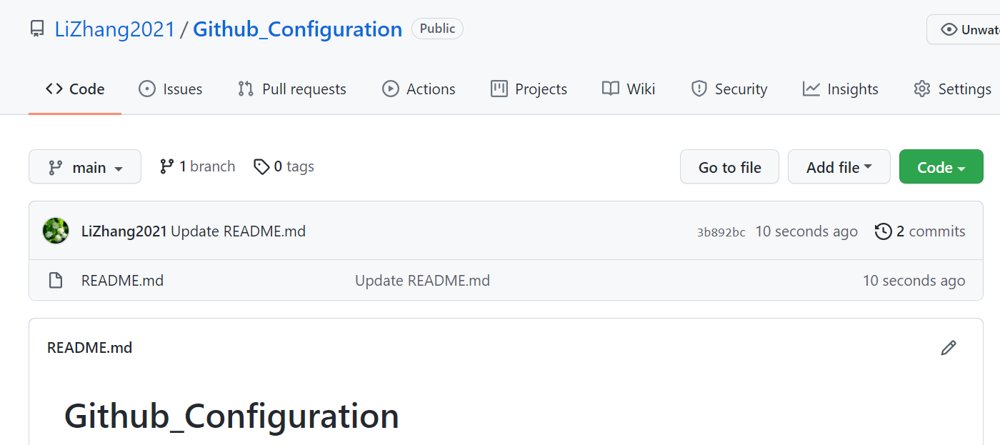 LiZhang2021 / Github_Configuration Public Unwat
Code Issues Pull requests Actions Projects Wiki Security Insights Settings
main 1 branch 0 tags Go to file Add file Code
LiZhang2021 Update README.md 3b892bc 10 seconds ago 2 commits
README.md Update README.md 10 seconds ago
README.md
Github_Configuration